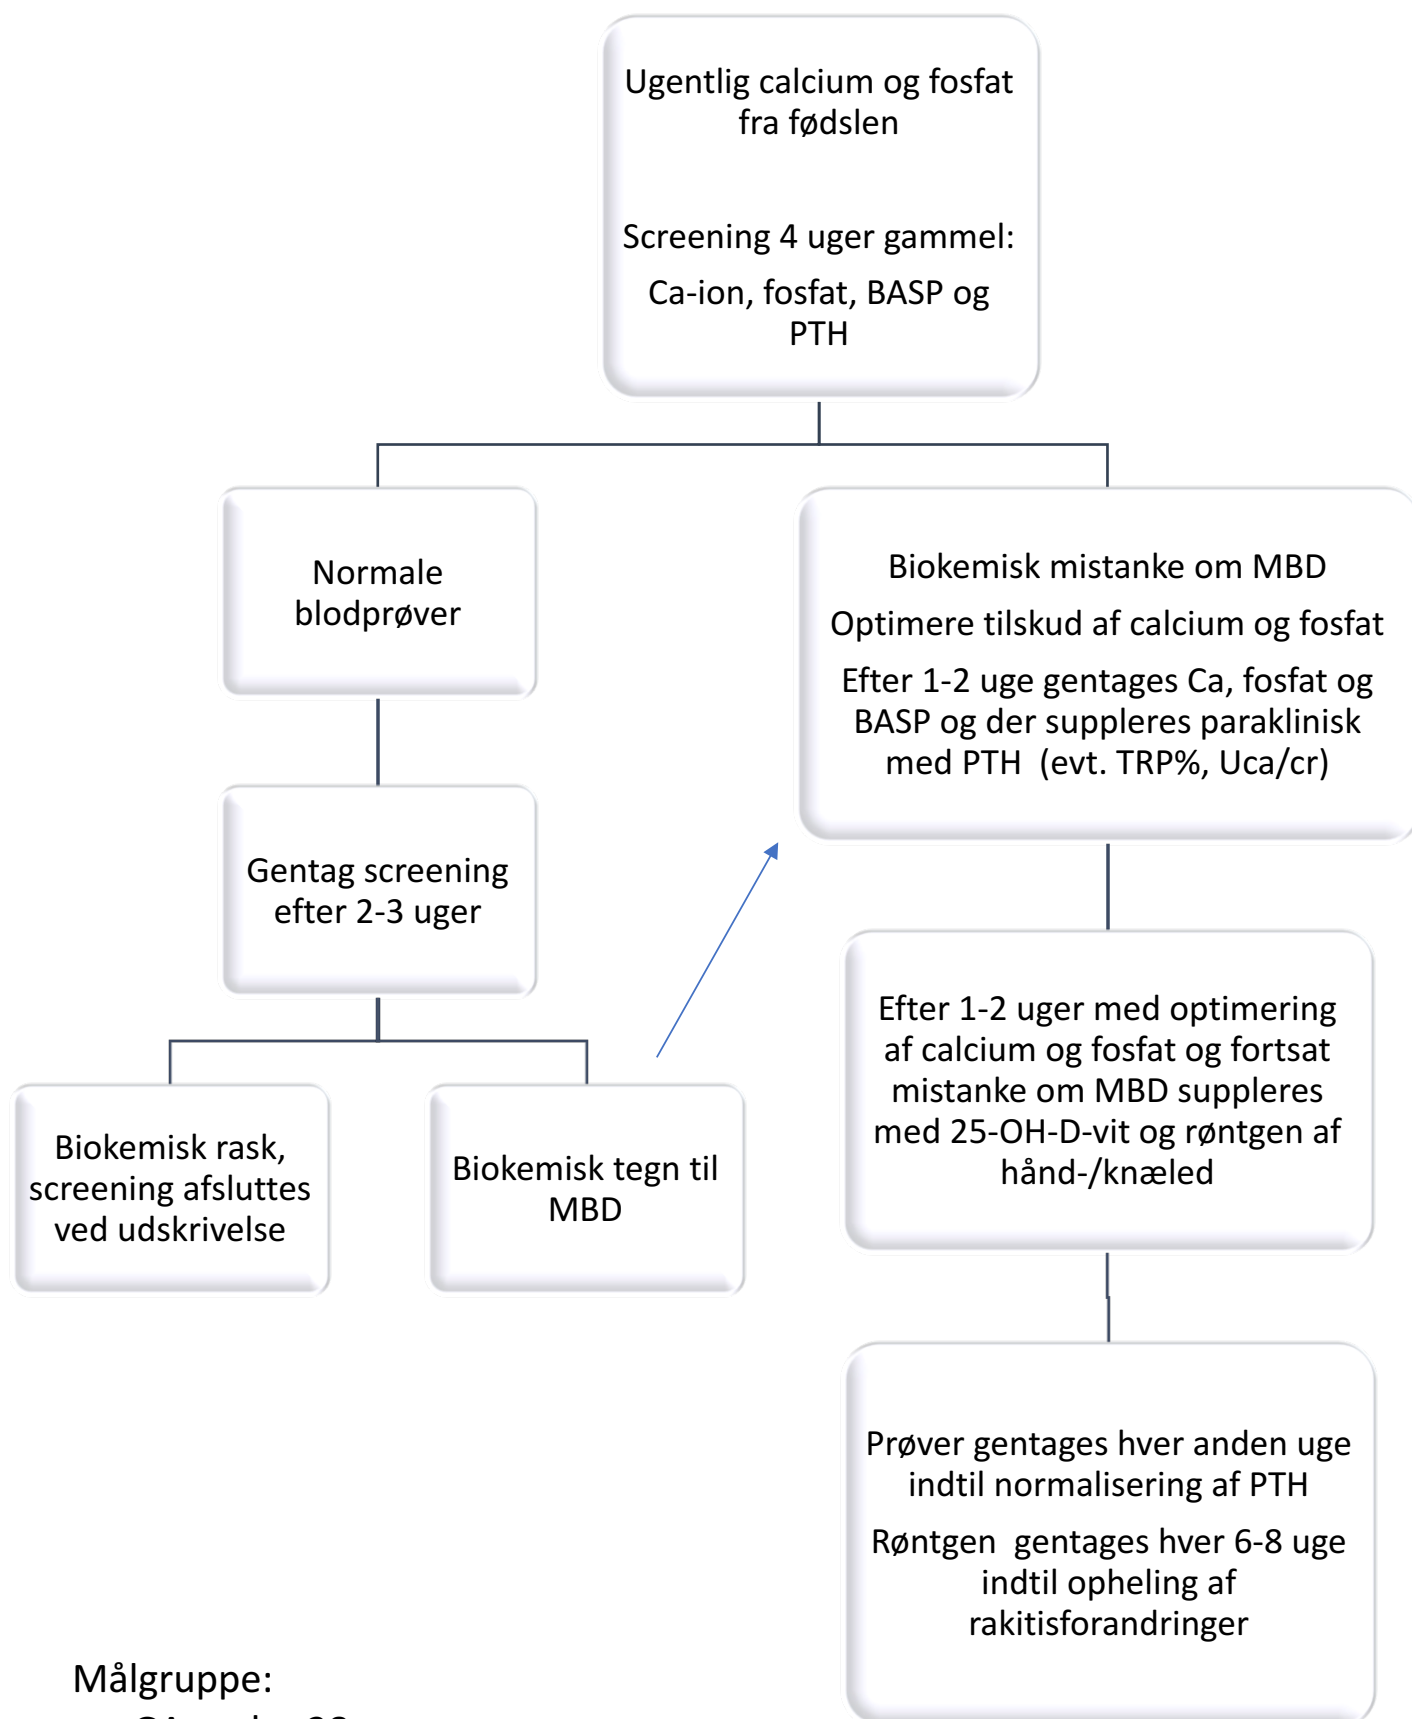 Ugentlig calcium og fosfat
fra fødslen
Screening 4 uger gammel:
Ca-ion, fosfat, BASP og
PTH
Normale
blodprøver
Biokemisk mistanke om MBD
Optimere tilskud af calcium og fosfat
Efter 1-2 uge gentages Ca, fosfat og
BASP og der suppleres paraklinisk
med PTH (evt. TRP%, Uca/cr)
Gentag screening
efter 2-3 uger
Efter 1-2 uger med optimering
af calcium og fosfat og fortsat
mistanke om MBD suppleres
med 25-OH-D-vit og røntgen af
hånd-/knæled
Biokemisk rask,
screening afsluttes
ved udskrivelse
Biokemisk tegn til
MBD
Prøver gentages hver anden uge
indtil normalisering af PTH
Røntgen gentages hver 6-8 uge
indtil opheling af
rakitisforandringer
Målgruppe: